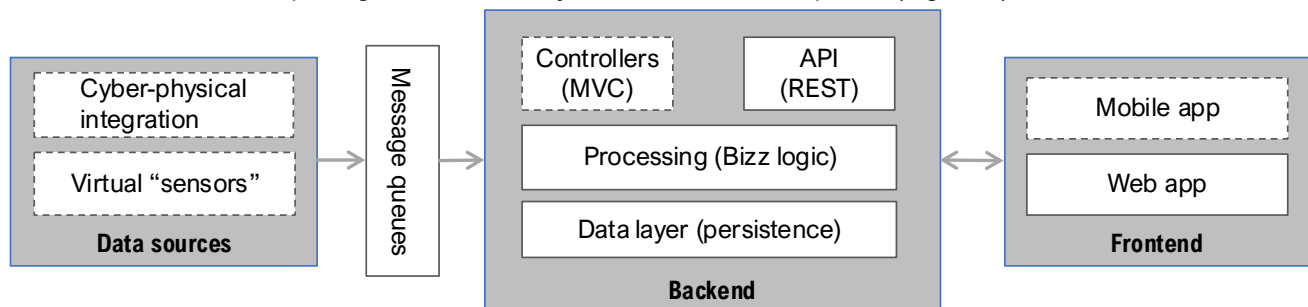 Cyber-physical
integration
Virtual “sensors”
Data sources
Message queues
Controllers
(MVC)
API
(REST)
Processing (Bizz logic)
Data layer (persistence)
Backend
Mobile app
Web app
Frontend